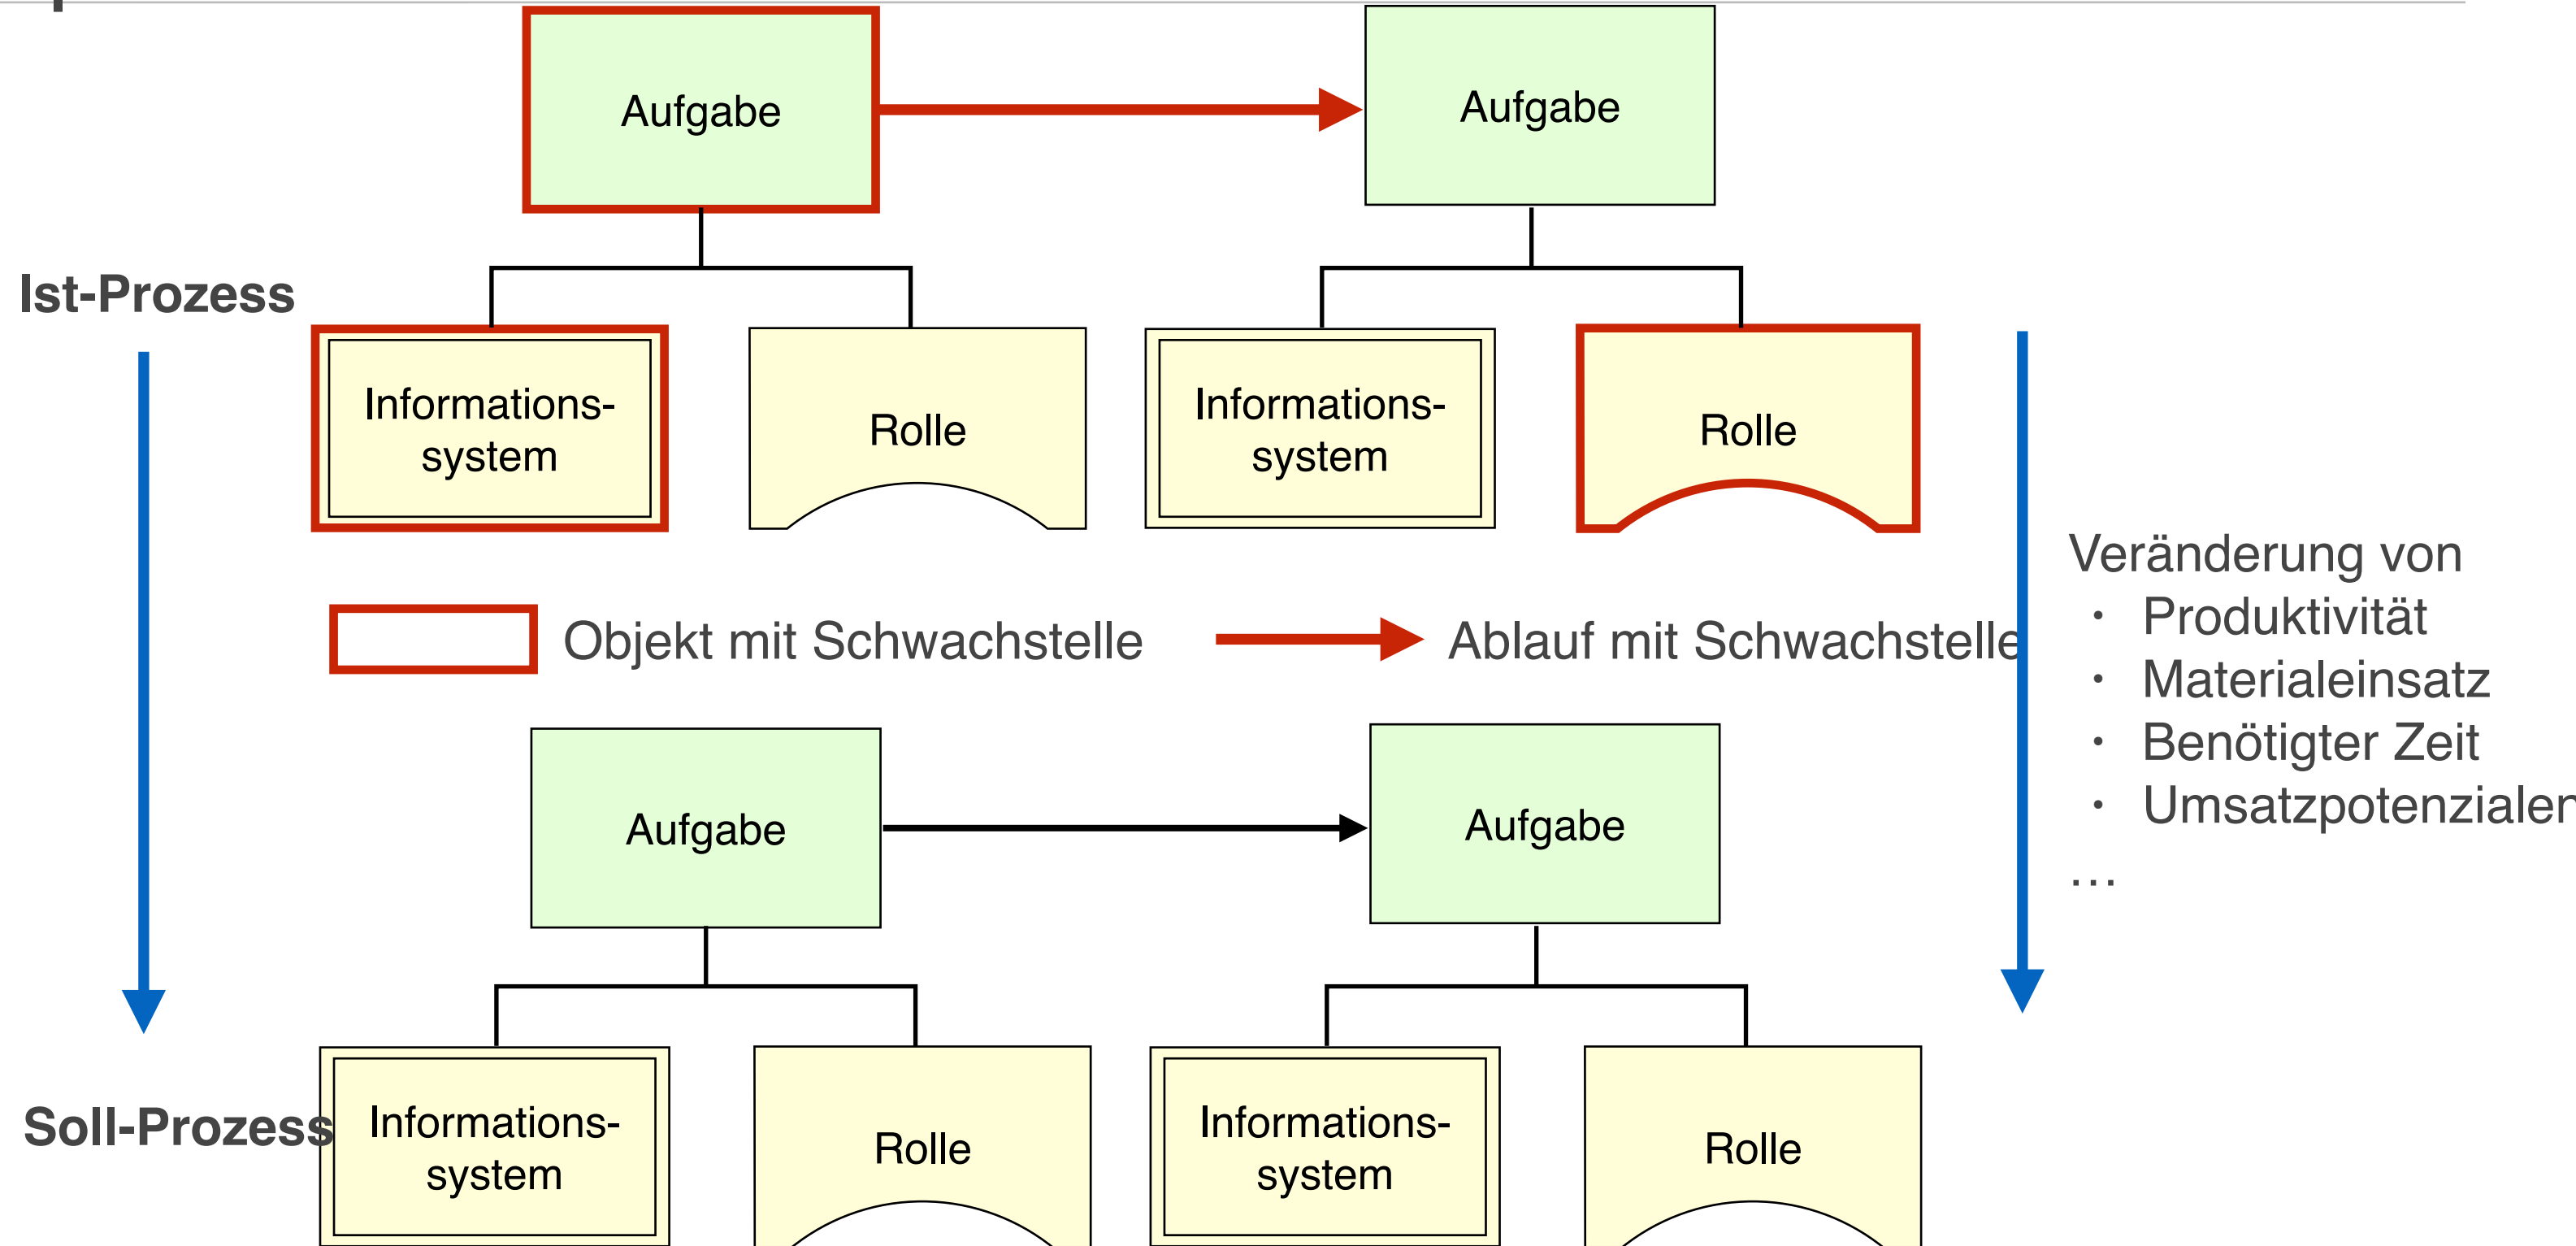 Aufgabe
Aufgabe
Ist-Prozess
Informations-
system
Rolle
Informations-
system
Rolle
Objekt mit Schwachstelle
Ablauf mit Schwachstelle
Veränderung von
• Produktivität
• Materialeinsatz
• Benötigter Zeit
• Umsatzpotenzialen
…
Aufgabe
Aufgabe
Soll-Prozess
Informations-
system
Rolle
Informations-
system
Rolle